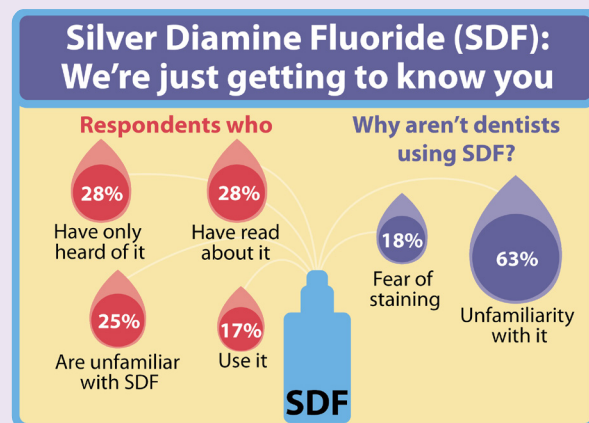 Silver Diamine Fluoride (SDF):
We're just getting to know you
Respondents who
28%
Have only
heard of it
28%
Have read
about it
25%
Are unfamiliar
with SDF
17%
Use it
Why aren't dentists
using SDF?
18%
Fear of
staining
63%
Unfamiliarity
with it
SDF